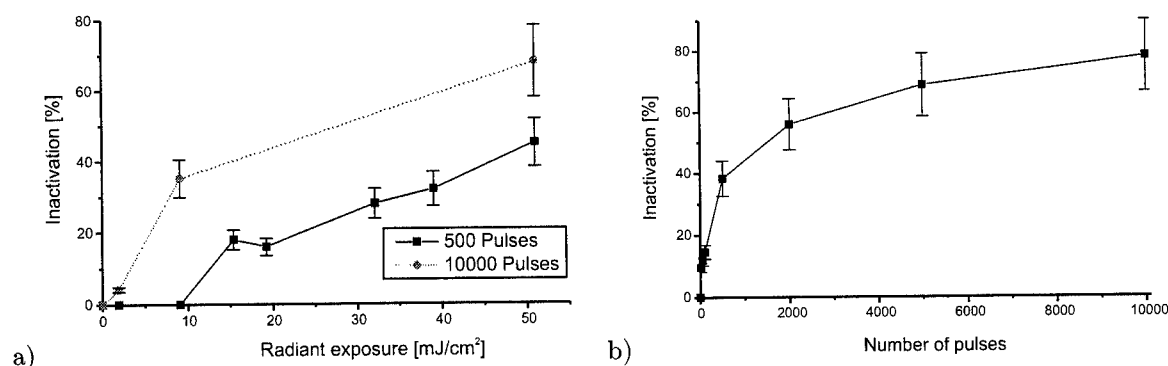 80
60
40
20
0
0
10
20
30
40
50
Inactivation [%]
Radiant exposure [mJ/cm²]
500 Pulses
10000 Pulses
a)
80
60
40
20
0
0
2000
4000
6000
8000
10000
Inactivation [%]
Number of pulses
b)